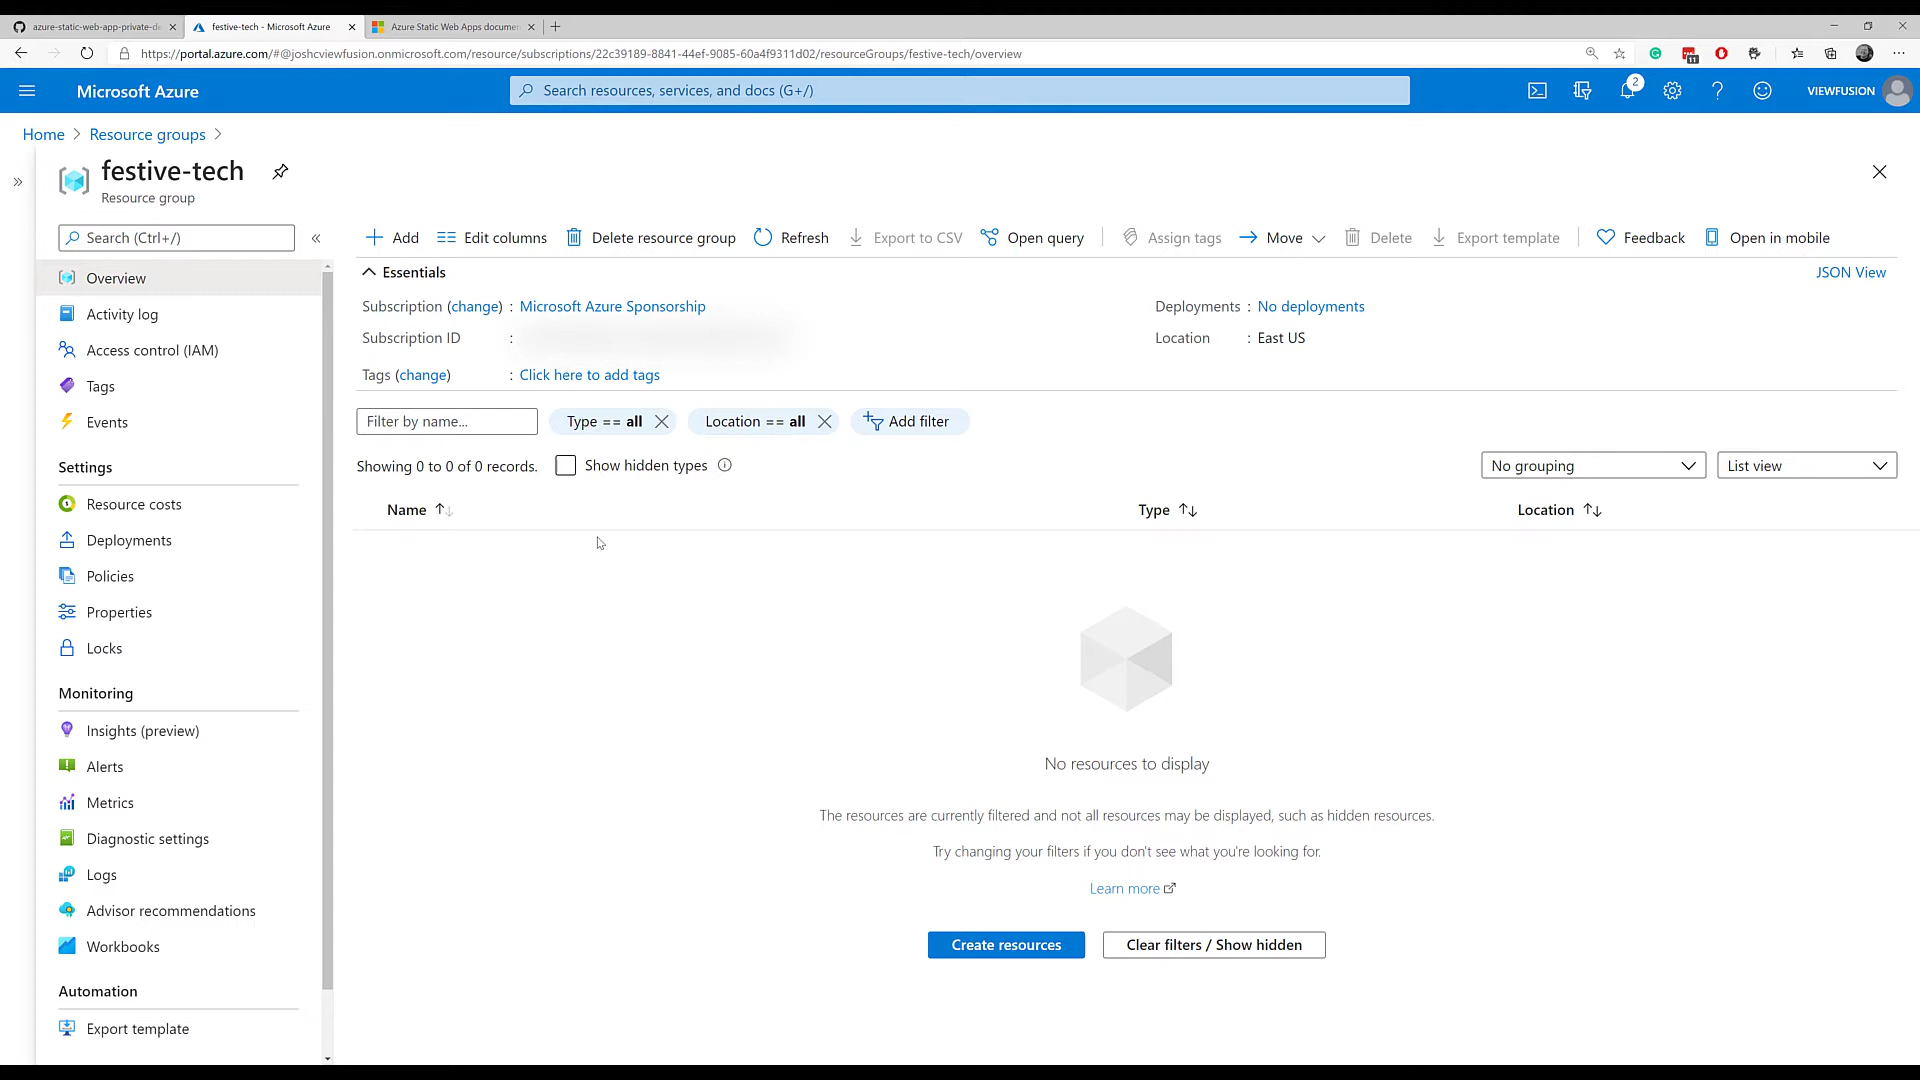 azure-static-web-app-private-de
festive-tech - Microsoft Azure
Azure Static Web Apps documen
https://portal.azure.com/#@joshcviewfusion.onmicrosoft.com/resource/subscriptions/22c39189-8841-44ef-9085-60a4f9311d02/resourceGroups/festive-tech/overview
11
Microsoft Azure
Search resources, services, and docs (G+/)
2
VIEWFUSION
Home > Resource groups >
festive-tech
Resource group
Search (Ctrl+/)
Add
Edit columns
Delete resource group
Refresh
Export to CSV
Open query
Assign tags
Move
Delete
Export template
Feedback
Open in mobile
Overview
Activity log
Access control (IAM)
Tags
Events
Settings
Resource costs
Deployments
Policies
Properties
Locks
Monitoring
Insights (preview)
Alerts
Metrics
Diagnostic settings
Logs
Advisor recommendations
Workbooks
Automation
Export template
Essentials
JSON View
Subscription (change) : Microsoft Azure Sponsorship
Deployments : No deployments
Subscription ID :
Location : East US
Tags (change) : Click here to add tags
Filter by name...
Type == all
Location == all
Add filter
Showing 0 to 0 of 0 records.
Show hidden types
No grouping
List view
Name
Type
Location
No resources to display
The resources are currently filtered and not all resources may be displayed, such as hidden resources.
Try changing your filters if you don't see what you're looking for.
Learn more
Create resources
Clear filters / Show hidden